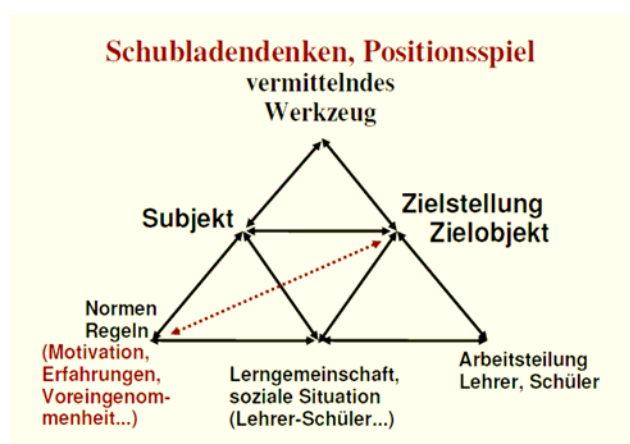 Schubladendenken, Positionsspiel
vermittelndes
Werkzeug
Subjekt
Zielstellung
Zielobjekt
Normen
Regeln
(Motivation,
Erfahrungen,
Voreingenom-
menheit...)
Lerngemeinschaft,
soziale Situation
(Lehrer-Schüler...)
Arbeitsteilung
Lehrer, Schüler